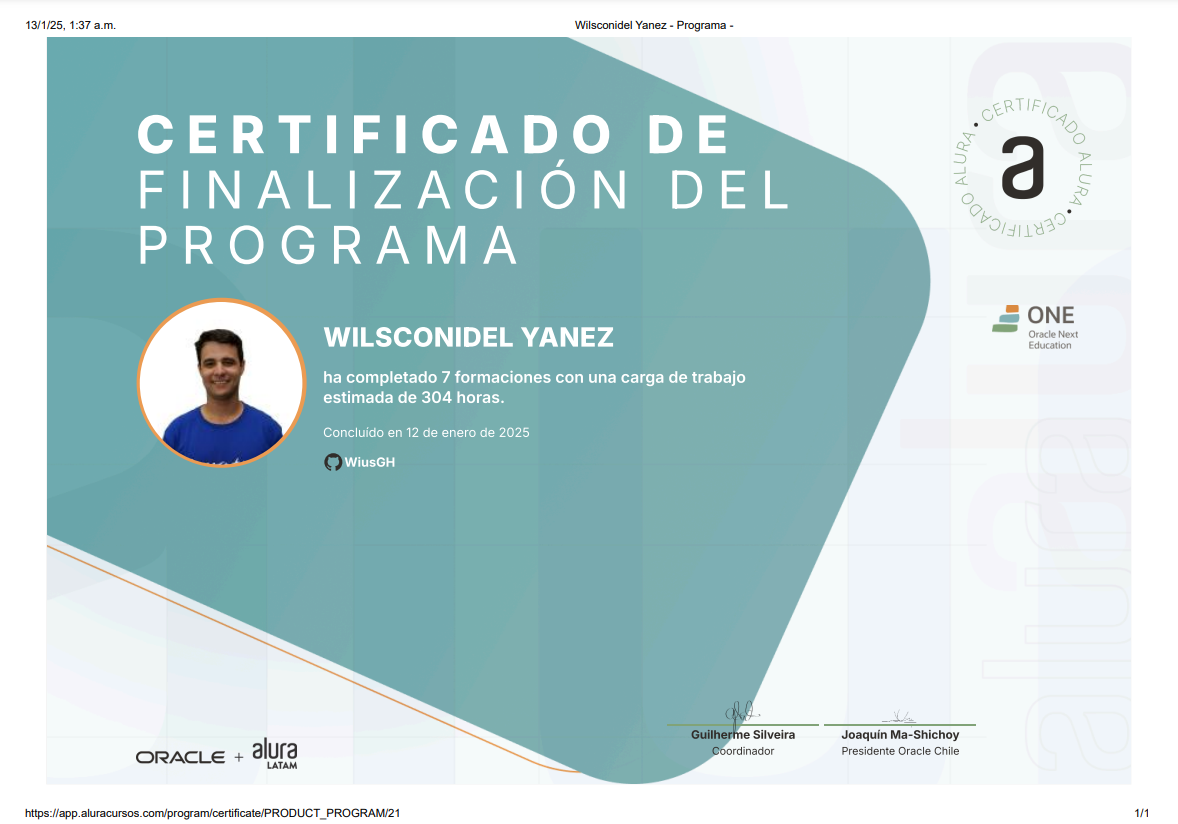 13/1/25, 1:37 a.m.
Wilsconidel Yanez - Programa -
CERTIFICADO DE
FINALIZACIÓN DEL
PROGRAMA
CERTIFICADO ALURA • CERTIFICADO ALURA •
a
ONE
Oracle Next
Education
WILSCONIDEL YANEZ
ha completado 7 formaciones con una carga de trabajo
estimada de 304 horas.
Concluído en 12 de enero de 2025
WiusGH
alura
alura
ORACLE + alura
LATAM
Guilherme Silveira
Coordinador
Joaquín Ma-Shichoy
Presidente Oracle Chile
https://app.aluracursos.com/program/certificate/PRODUCT_PROGRAM/21
1/1